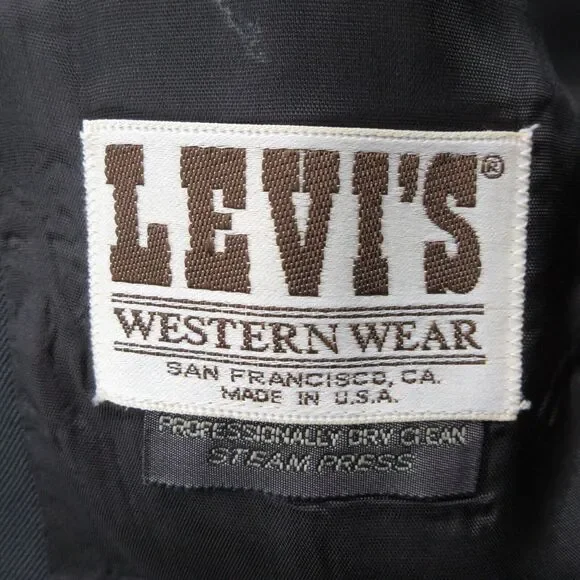 LEVI'S®
WESTERN WEAR
SAN FRANCISCO, CA.
MADE IN U.S.A.
PROFESSIONALLY DRY CLEAN
STEAM PRESS